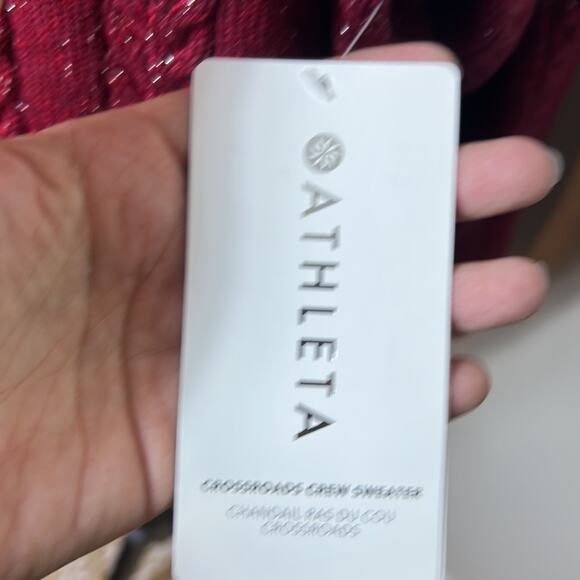 ATHLETA
CROSSROADS CREW SWEATER
CHANDAIL RAS DU COU
CROSSROADS